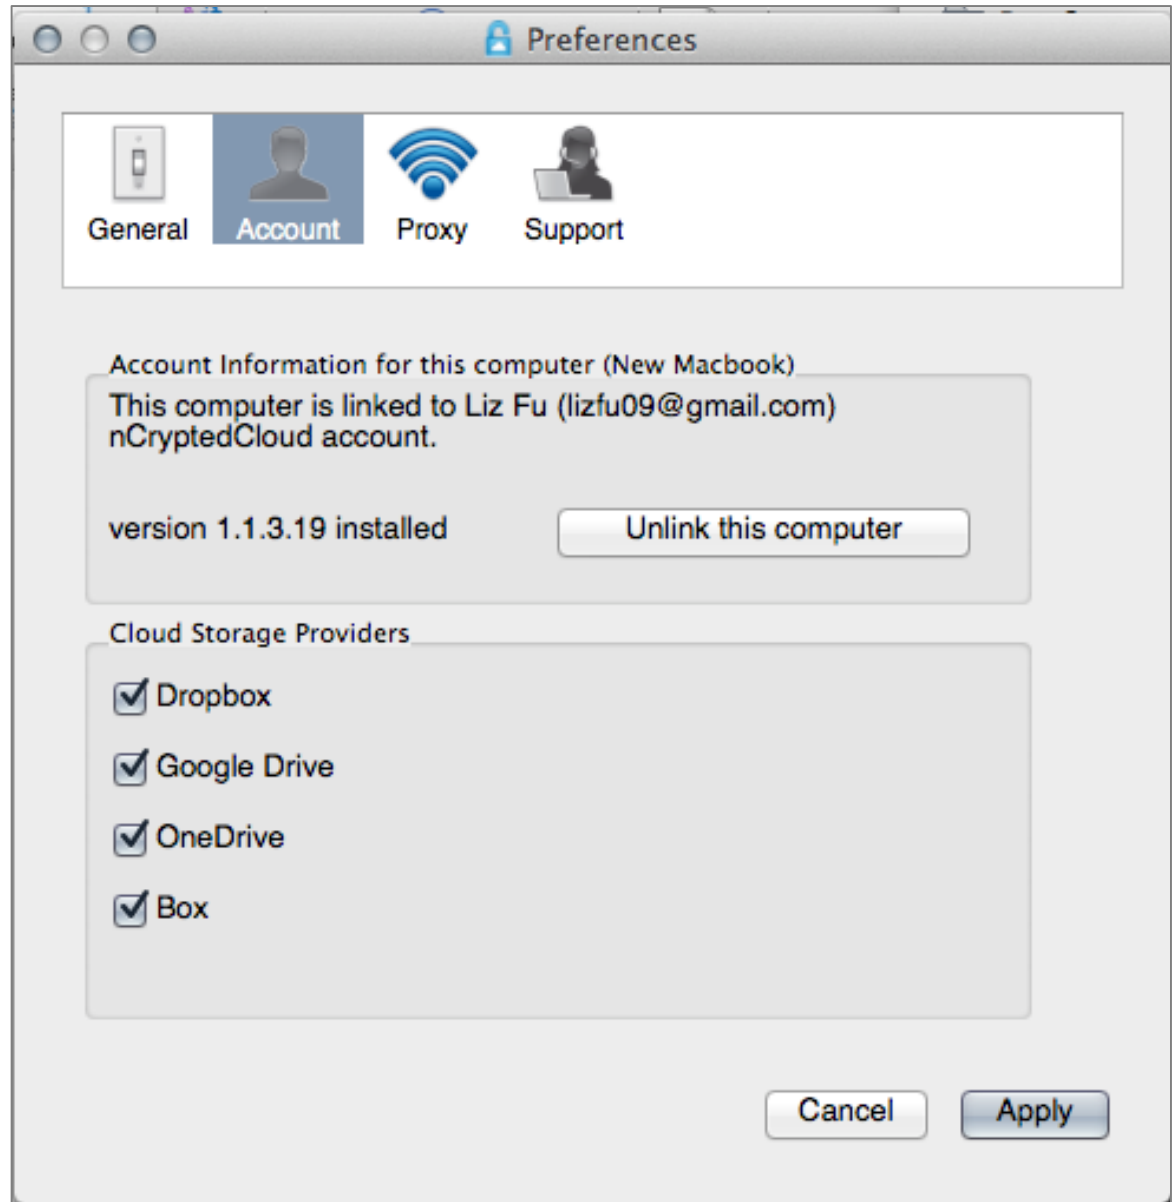 Preferences
General Account Proxy Support
Account Information for this computer (New Macbook)
This computer is linked to Liz Fu (lizfu09@gmail.com)
nCryptedCloud account.
version 1.1.3.19 installed Unlink this computer
Cloud Storage Providers
Dropbox
Google Drive
OneDrive
Box
Cancel Apply